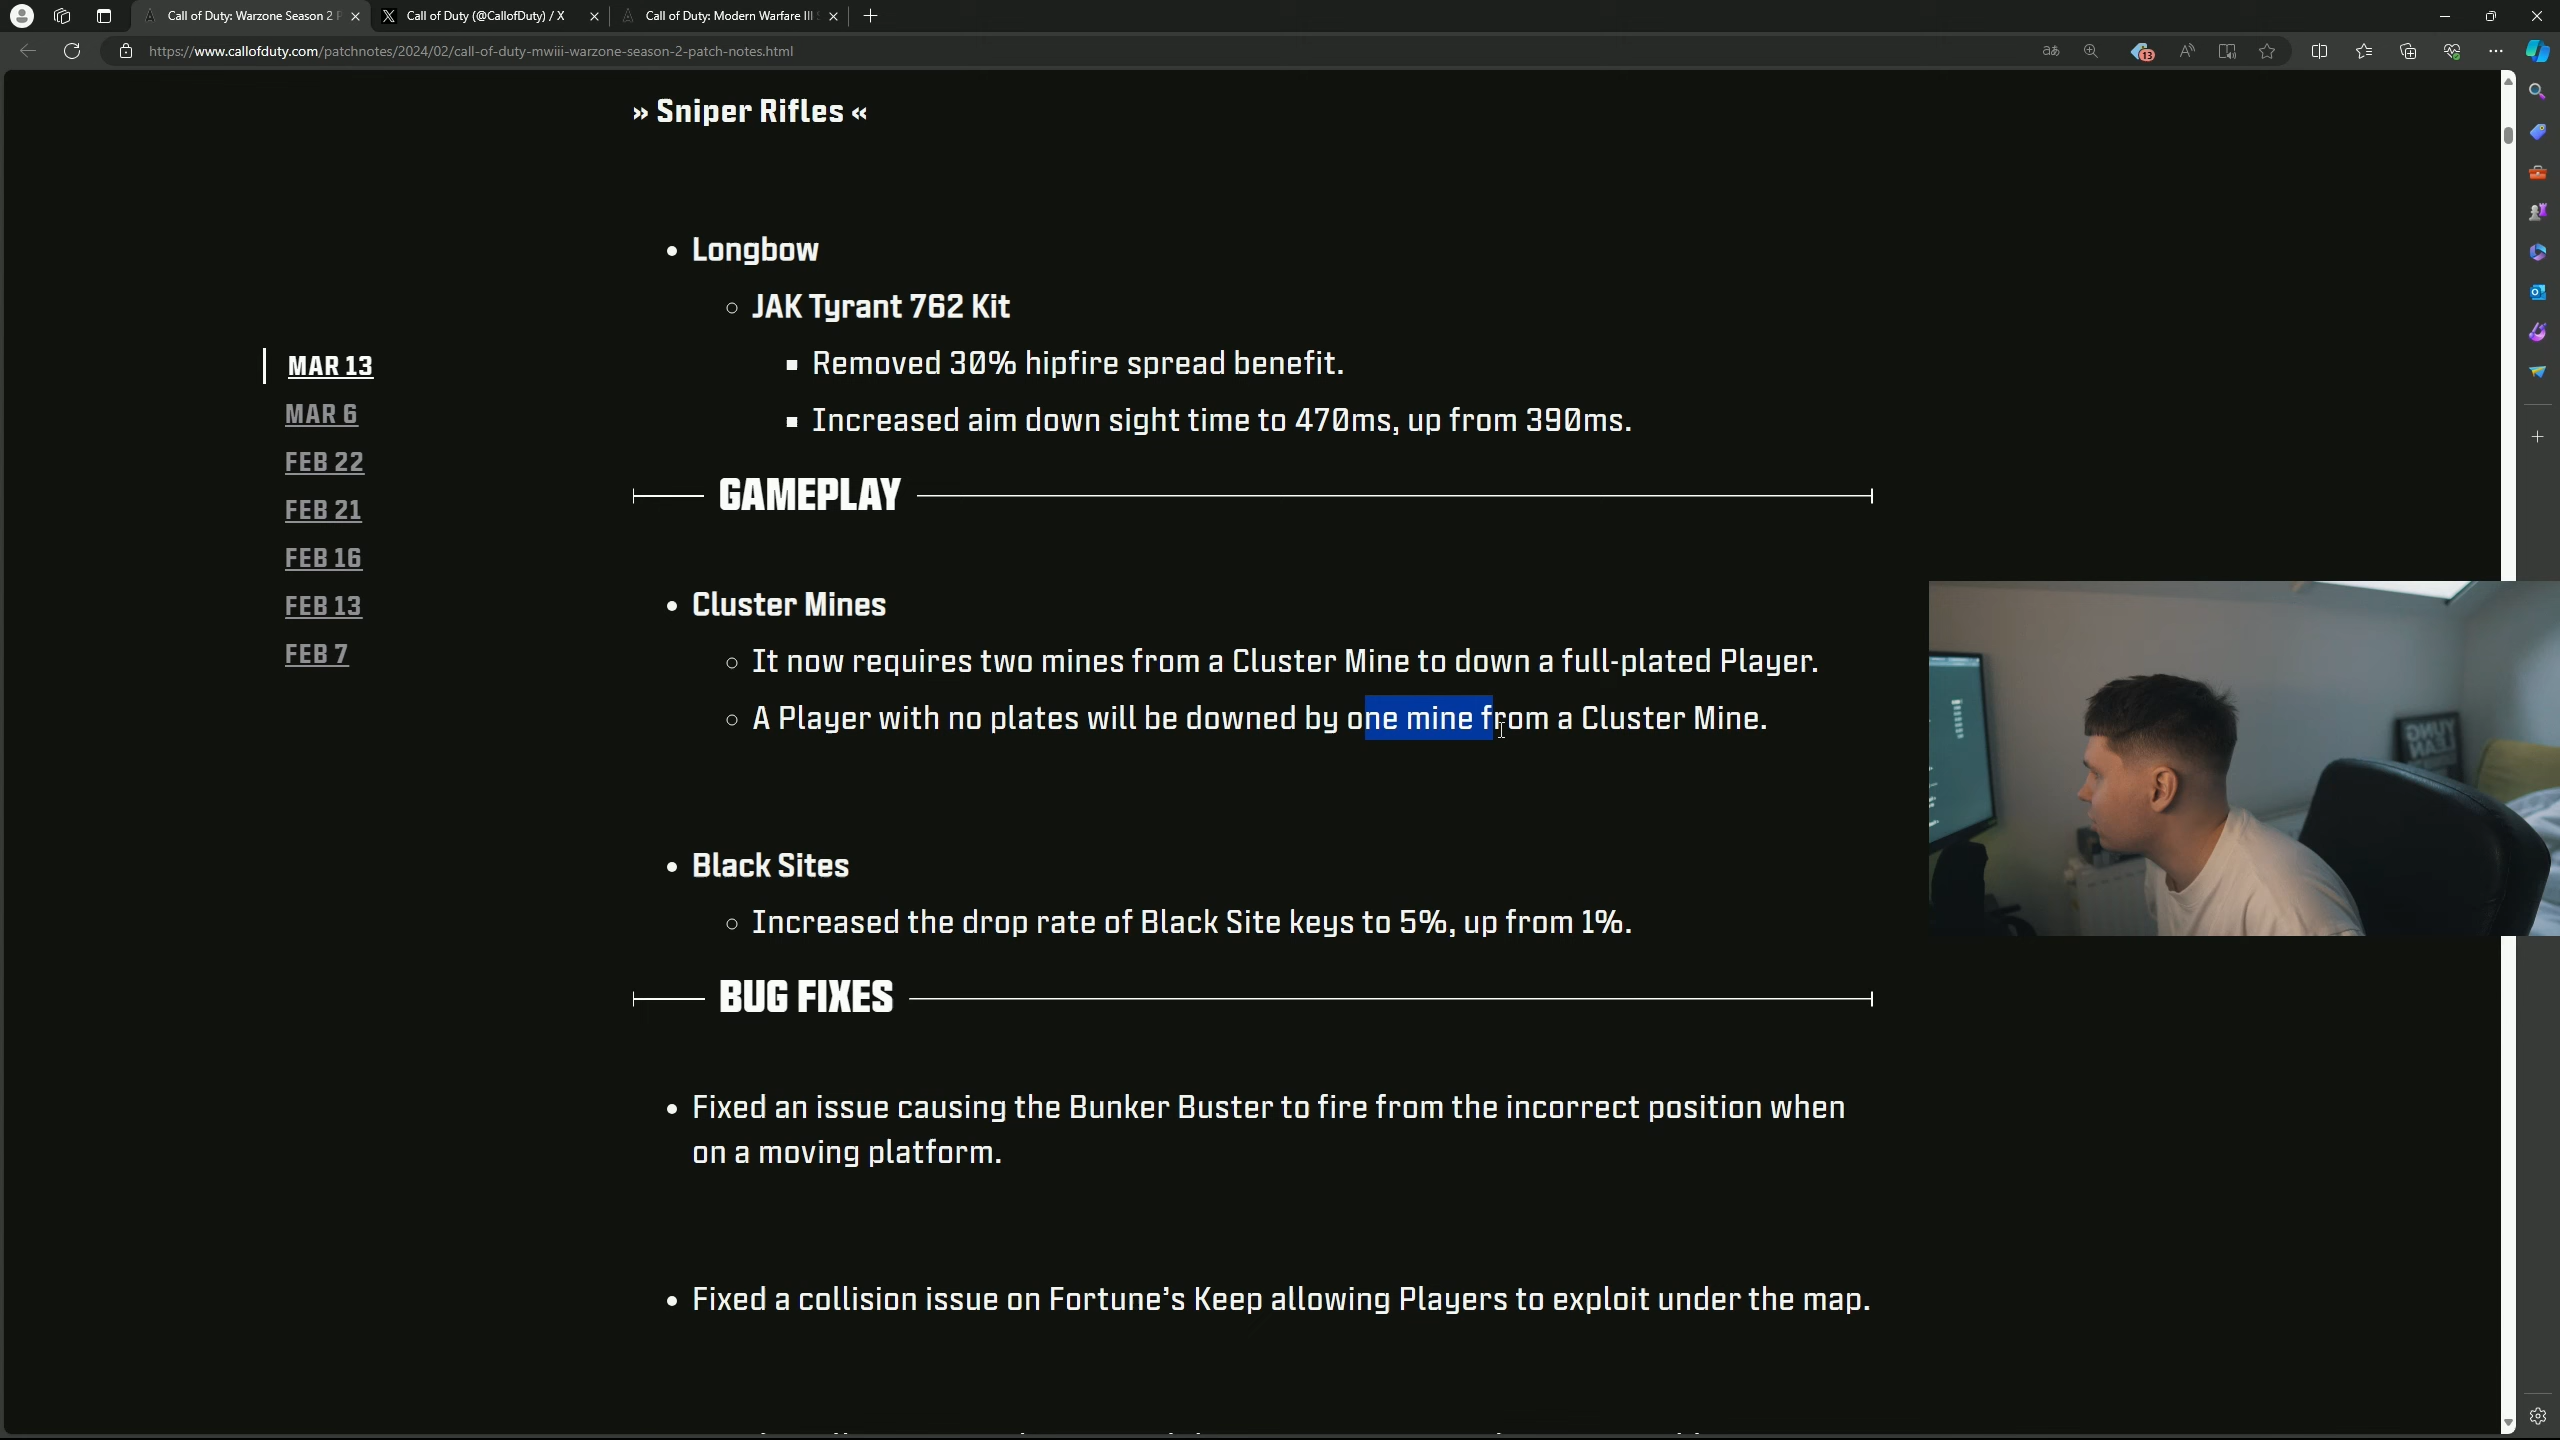 Call of Duty: Warzone Season 2 P
Call of Duty (@CallofDuty) / X
Call of Duty: Modern Warfare III S
https://www.callofduty.com/patchnotes/2024/02/call-of-duty-mwiii-warzone-season-2-patch-notes.html
aあ
13
» Sniper Rifles «
• Longbow
◦ JAK Tyrant 762 Kit
▪ Removed 30% hipfire spread benefit.
▪ Increased aim down sight time to 470ms, up from 390ms.
MAR 13
MAR 6
FEB 22
FEB 21
FEB 16
FEB 13
FEB 7
GAMEPLAY
• Cluster Mines
◦ It now requires two mines from a Cluster Mine to down a full-plated Player.
◦ A Player with no plates will be downed by one mine from a Cluster Mine.
• Black Sites
◦ Increased the drop rate of Black Site keys to 5%, up from 1%.
BUG FIXES
• Fixed an issue causing the Bunker Buster to fire from the incorrect position when
on a moving platform.
• Fixed a collision issue on Fortune’s Keep allowing Players to exploit under the map.
YUNG
LEAN